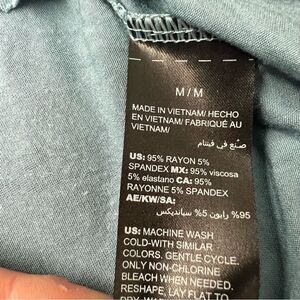 M / M
MADE IN VIETNAM/ HECHO
EN VIETNAM/ FABRIQUÉ AU
VIETNAM/
صنع في فيتنام
US: 95% RAYON 5%
SPANDEX MX: 95% viscosa
5% elastano CA: 95%
RAYONNE 5% SPANDEX
AE/KW/SA:
95% رايون 5% سباندیكس
US: MACHINE WASH
COLD-WITH SIMILAR
COLORS. GENTLE CYCLE.
ONLY NON-CHLORINE
BLEACH WHEN NEEDED.
RESHAPE, LAY FLAT TO